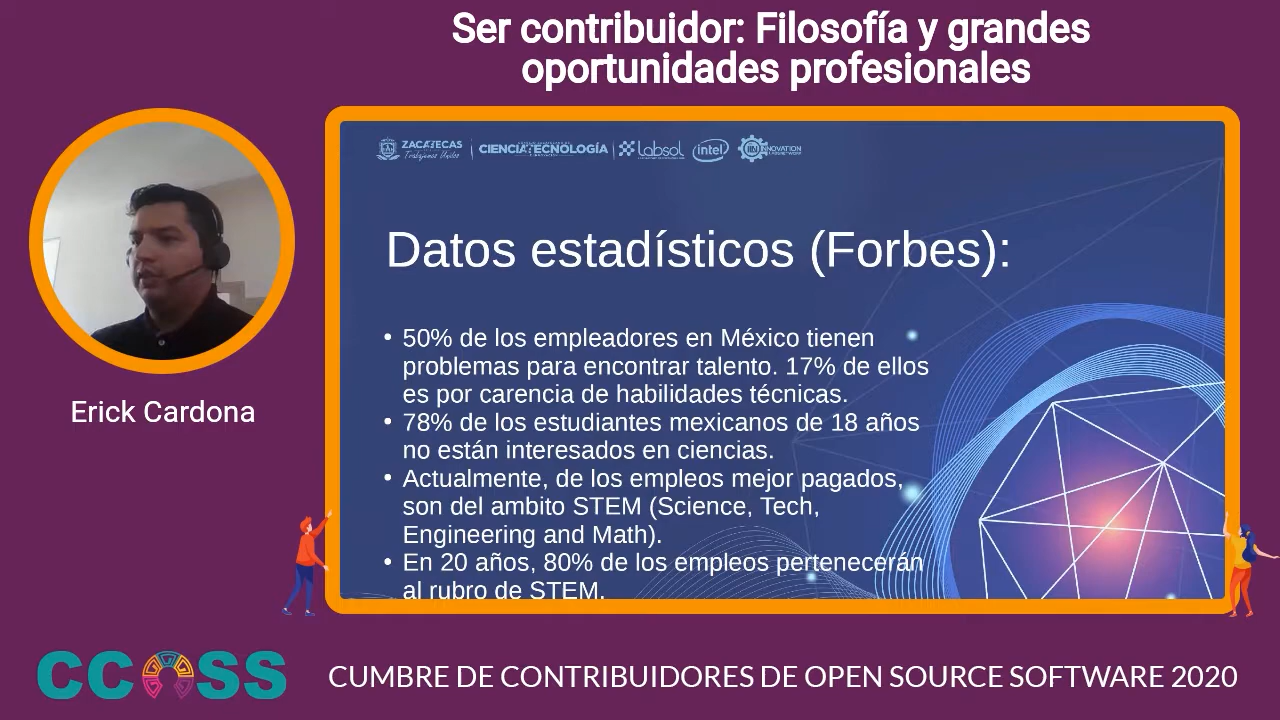 Ser contribuidor: Filosofía y grandes
oportunidades profesionales
ZACATECAS
Trabajemos Unidos
CIENCIA TECNOLOGÍA
labsol
intel
INNOVATION
Datos estadísticos (Forbes):
• 50% de los empleadores en México tienen
problemas para encontrar talento. 17% de ellos
es por carencia de habilidades técnicas.
• 78% de los estudiantes mexicanos de 18 años
no están interesados en ciencias.
• Actualmente, de los empleos mejor pagados,
son del ambito STEM (Science, Tech,
Engineering and Math).
• En 20 años, 80% de los empleos pertenecerán
al rubro de STEM.
Erick Cardona
CCOSS
CUMBRE DE CONTRIBUIDORES DE OPEN SOURCE SOFTWARE 2020